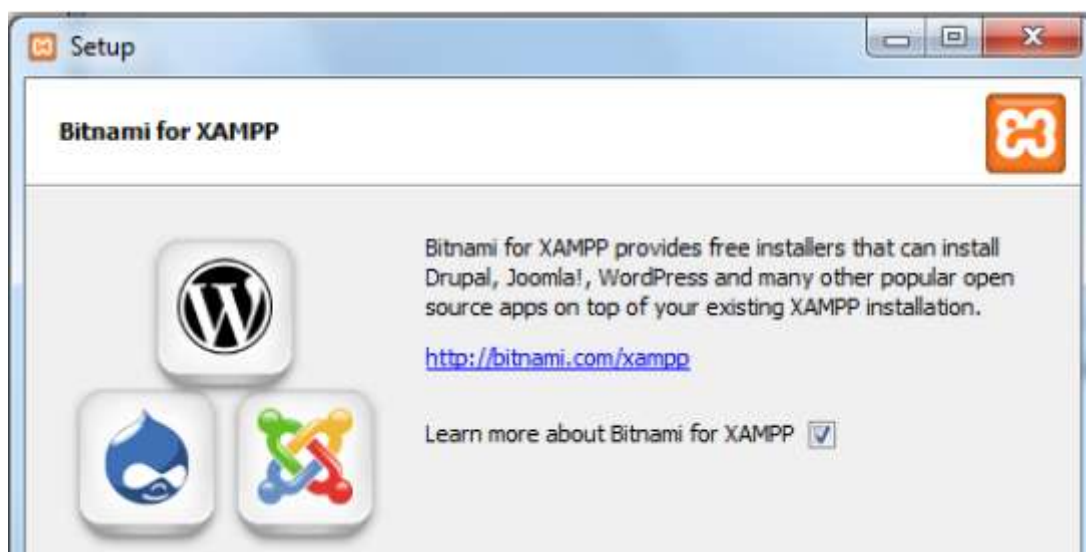 Setup
Bitnami for XAMPP
Bitnami for XAMPP provides free installers that can install
Drupal, Joomla!, WordPress and many other popular open
source apps on top of your existing XAMPP installation.
http://bitnami.com/xampp
Learn more about Bitnami for XAMPP